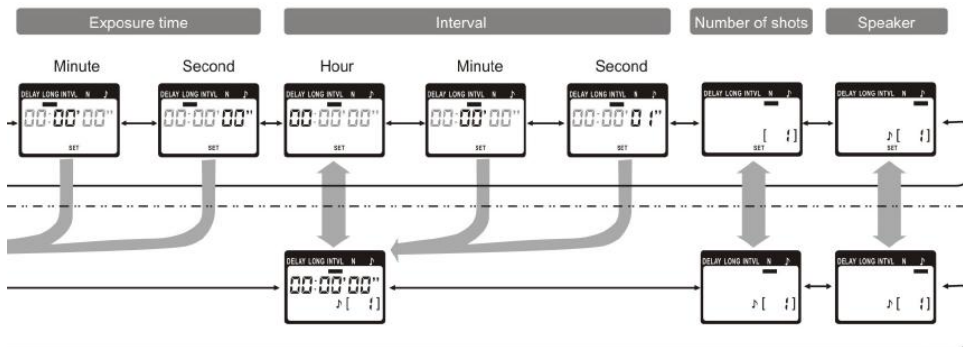 Exposure time Interval Number of shots Speaker
Minute Second Hour Minute Second
DELAY LONG INTVL N ♪ DELAY LONG INTVL N ♪ DELAY LONG INTVL N ♪ DELAY LONG INTVL N ♪ DELAY LONG INTVL N ♪ DELAY LONG INTVL N ♪ DELAY LONG INTVL N ♪
00:00'00" 00:00'00" 00:00'00" 00:00'00" 00:00'01" [ 1] ♪[ 1]
SET SET SET SET SET SET SET
DELAY LONG INTVL N ♪ DELAY LONG INTVL N ♪ DELAY LONG INTVL N ♪
00:00'00"
♪[ 1] ♪[ 1] ♪[ 1]